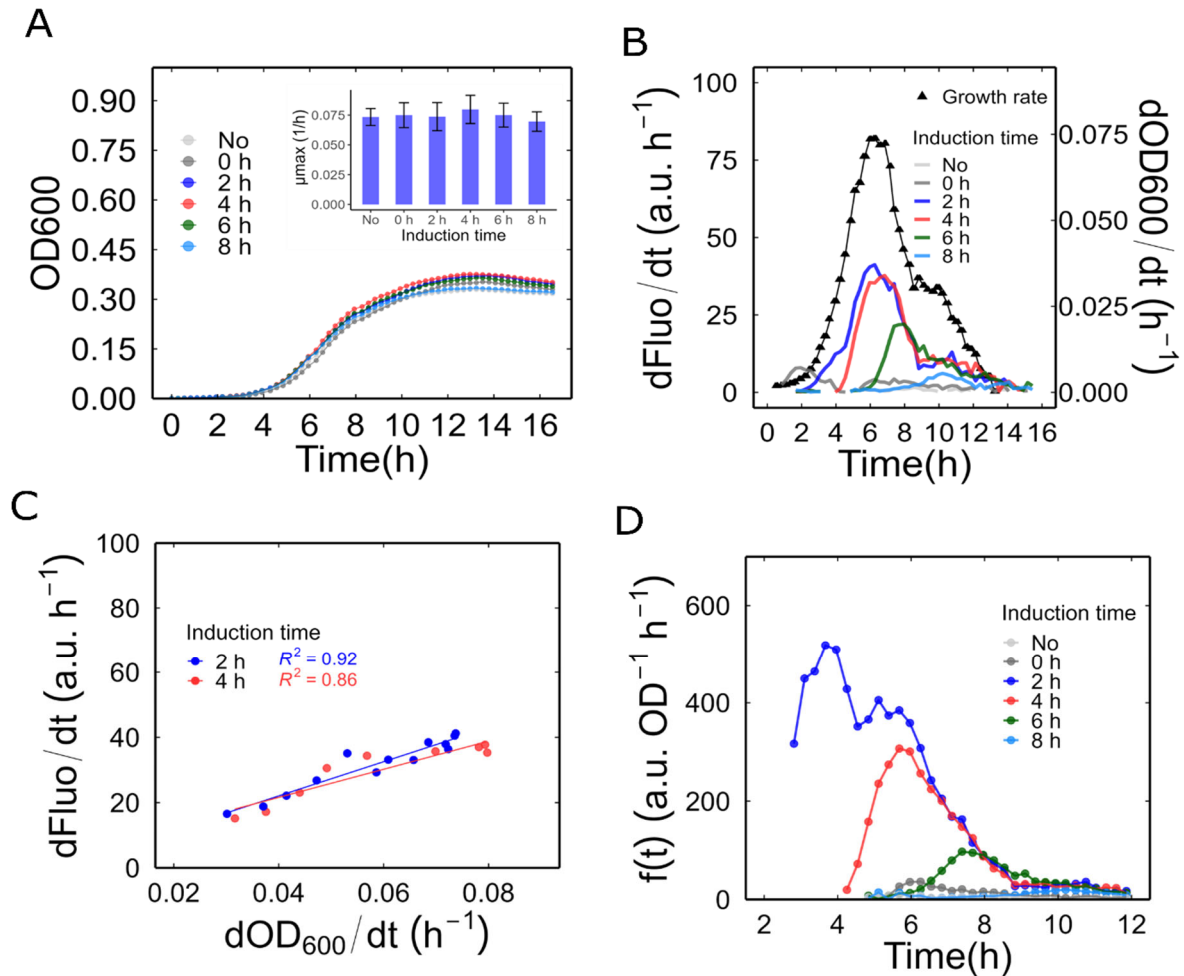 A
OD600
0.90
0.75
0.60
0.45
0.30
0.15
0.00
No
0 h
2 h
4 h
6 h
8 h
µmax (1/h)
0.075
0.050
0.025
0.000
No 0 h 2 h 4 h 6 h 8 h
Induction time
0 2 4 6 8 10 12 14 16
Time(h)
B
dFluo/dt (a.u. h⁻¹)
100
75
50
25
0
Growth rate
Induction time
No
0 h
2 h
4 h
6 h
8 h
0.075
0.050
0.025
0.000
dOD600/dt (h⁻¹)
0 2 4 6 8 10 12 14 16
Time(h)
C
dFluo/dt (a.u. h⁻¹)
100
80
60
40
20
0
Induction time
2 h R² = 0.92
4 h R² = 0.86
0.02 0.04 0.06 0.08
dOD₆₀₀/dt (h⁻¹)
D
f(t) (a.u. OD⁻¹ h⁻¹)
600
400
200
0
Induction time
No
0 h
2 h
4 h
6 h
8 h
2 4 6 8 10 12
Time(h)